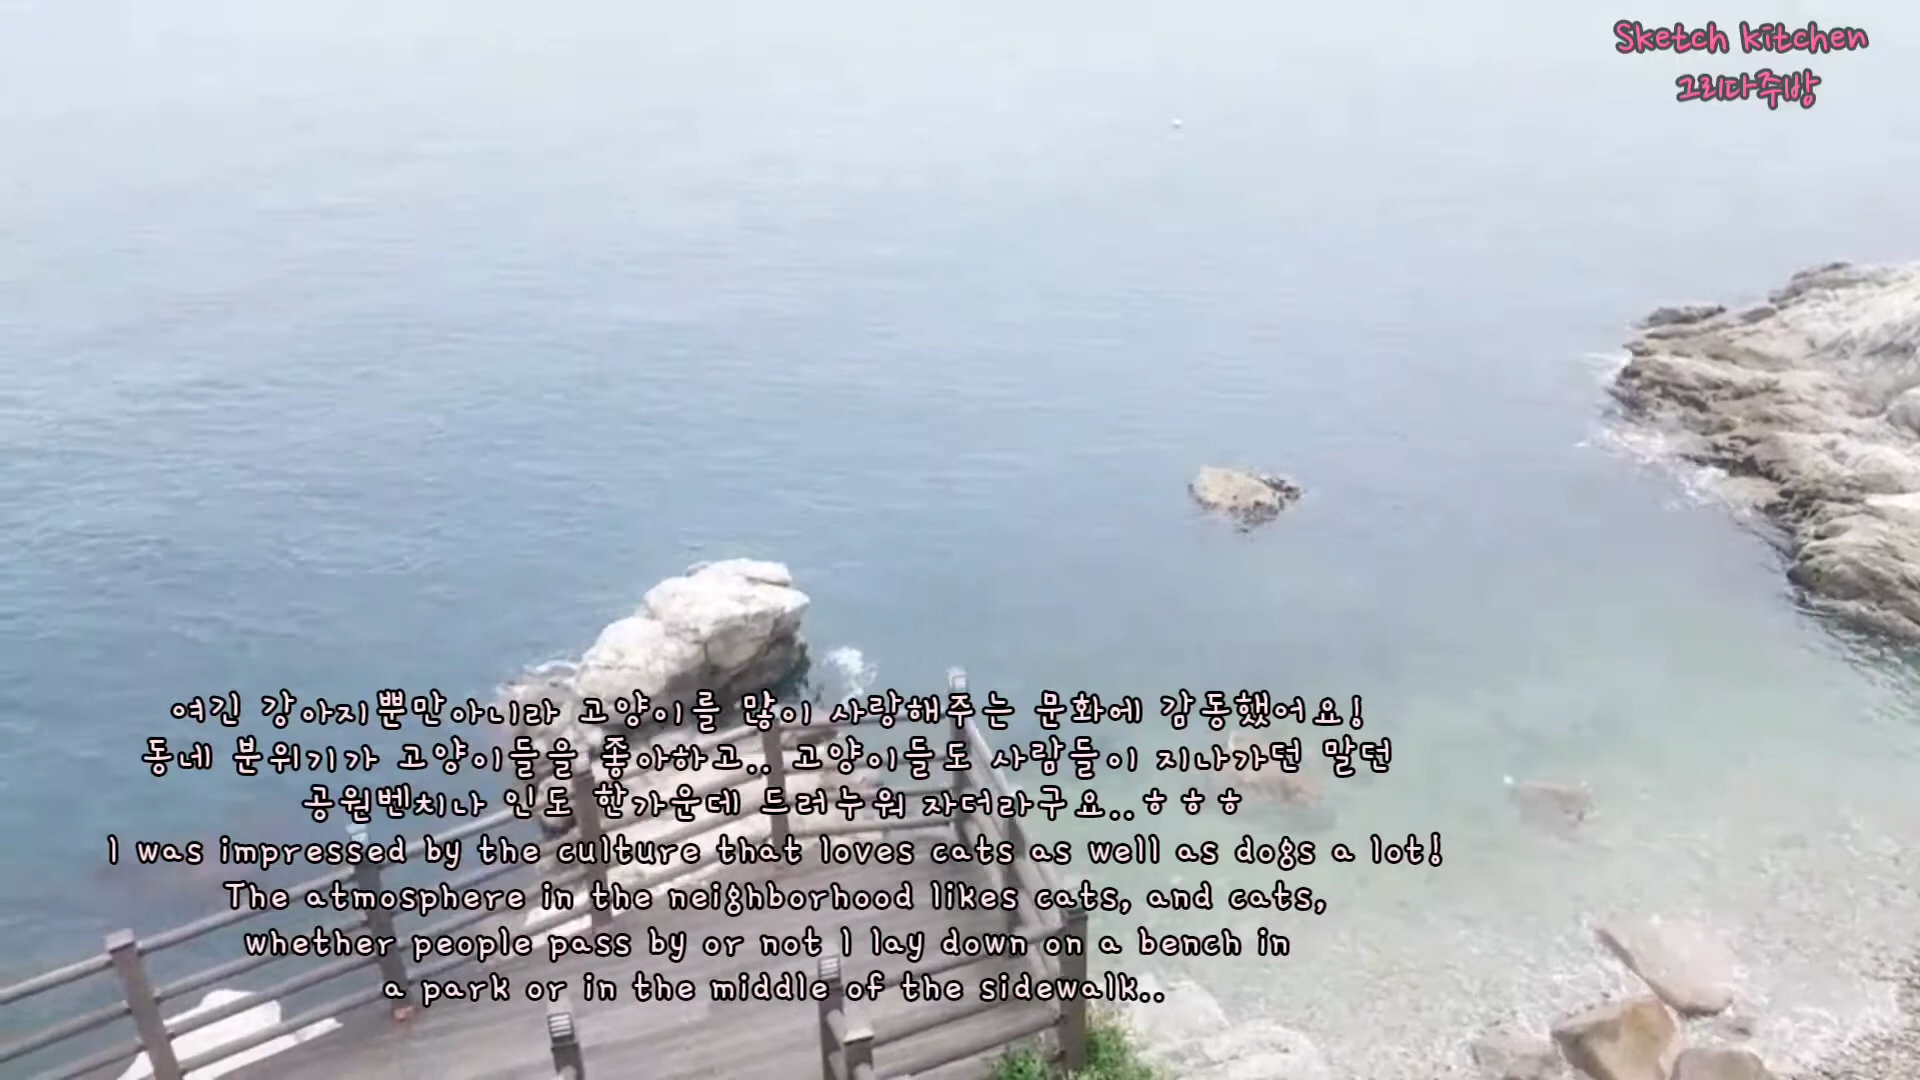 Sketch kitchen
그리다주방
여긴 강아지뿐만아니라 고양이를 많이 사랑해주는 문화에 감동했어요!
동네 분위기가 고양이들을 좋아하고.. 고양이들도 사람들이 지나가던 말던
공원벤치나 인도 한가운데 드러누워 자더라구요..ㅎㅎㅎ
I was impressed by the culture that loves cats as well as dogs a lot!
The atmosphere in the neighborhood likes cats, and cats,
whether people pass by or not I lay down on a bench in
a park or in the middle of the sidewalk..